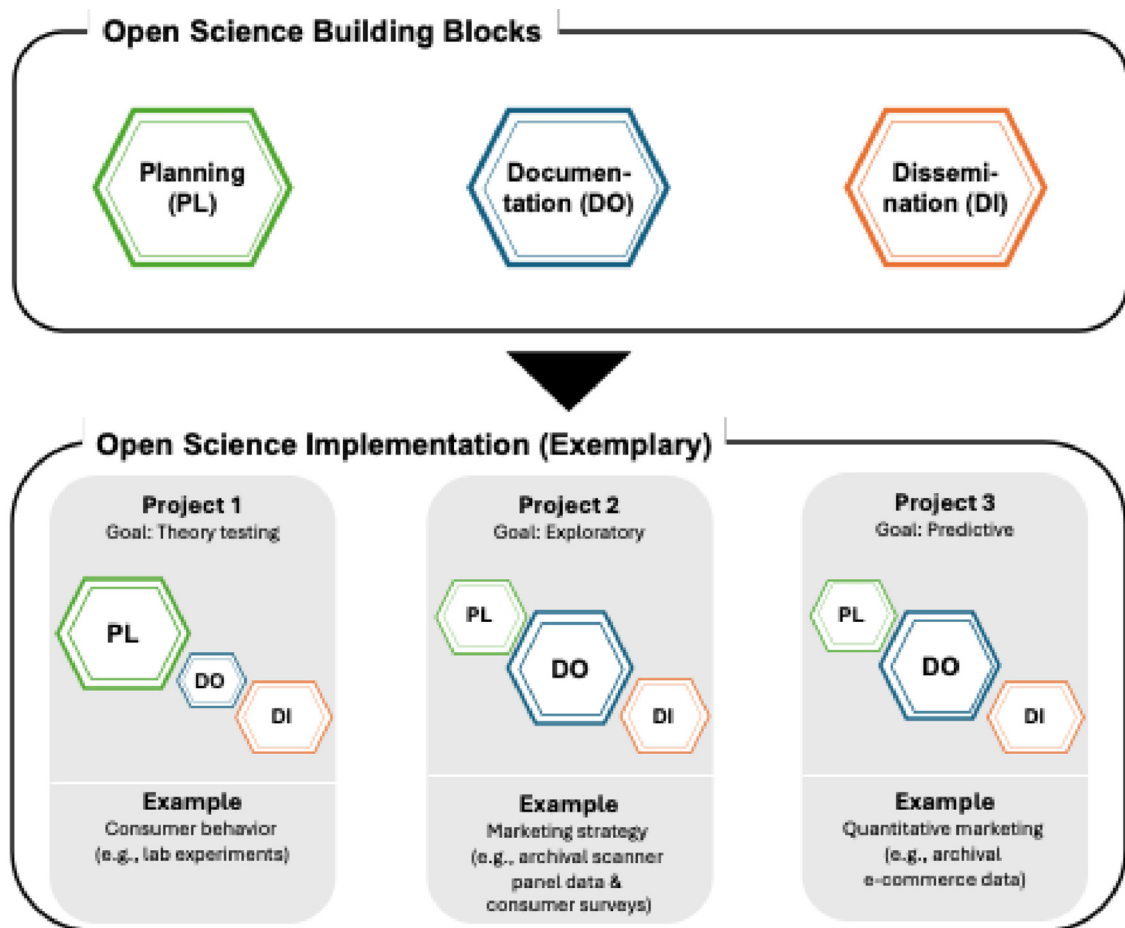 Open Science Building Blocks
Planning
(PL)
Documen-
tation (DO)
Dissemi-
nation (DI)
Open Science Implementation (Exemplary)
Project 1
Goal: Theory testing
PL
DO
DI
Example
Consumer behavior
(e.g., lab experiments)
Project 2
Goal: Exploratory
PL
DO
DI
Example
Marketing strategy
(e.g., archival scanner
panel data &
consumer surveys)
Project 3
Goal: Predictive
PL
DO
DI
Example
Quantitative marketing
(e.g., archival
e-commerce data)